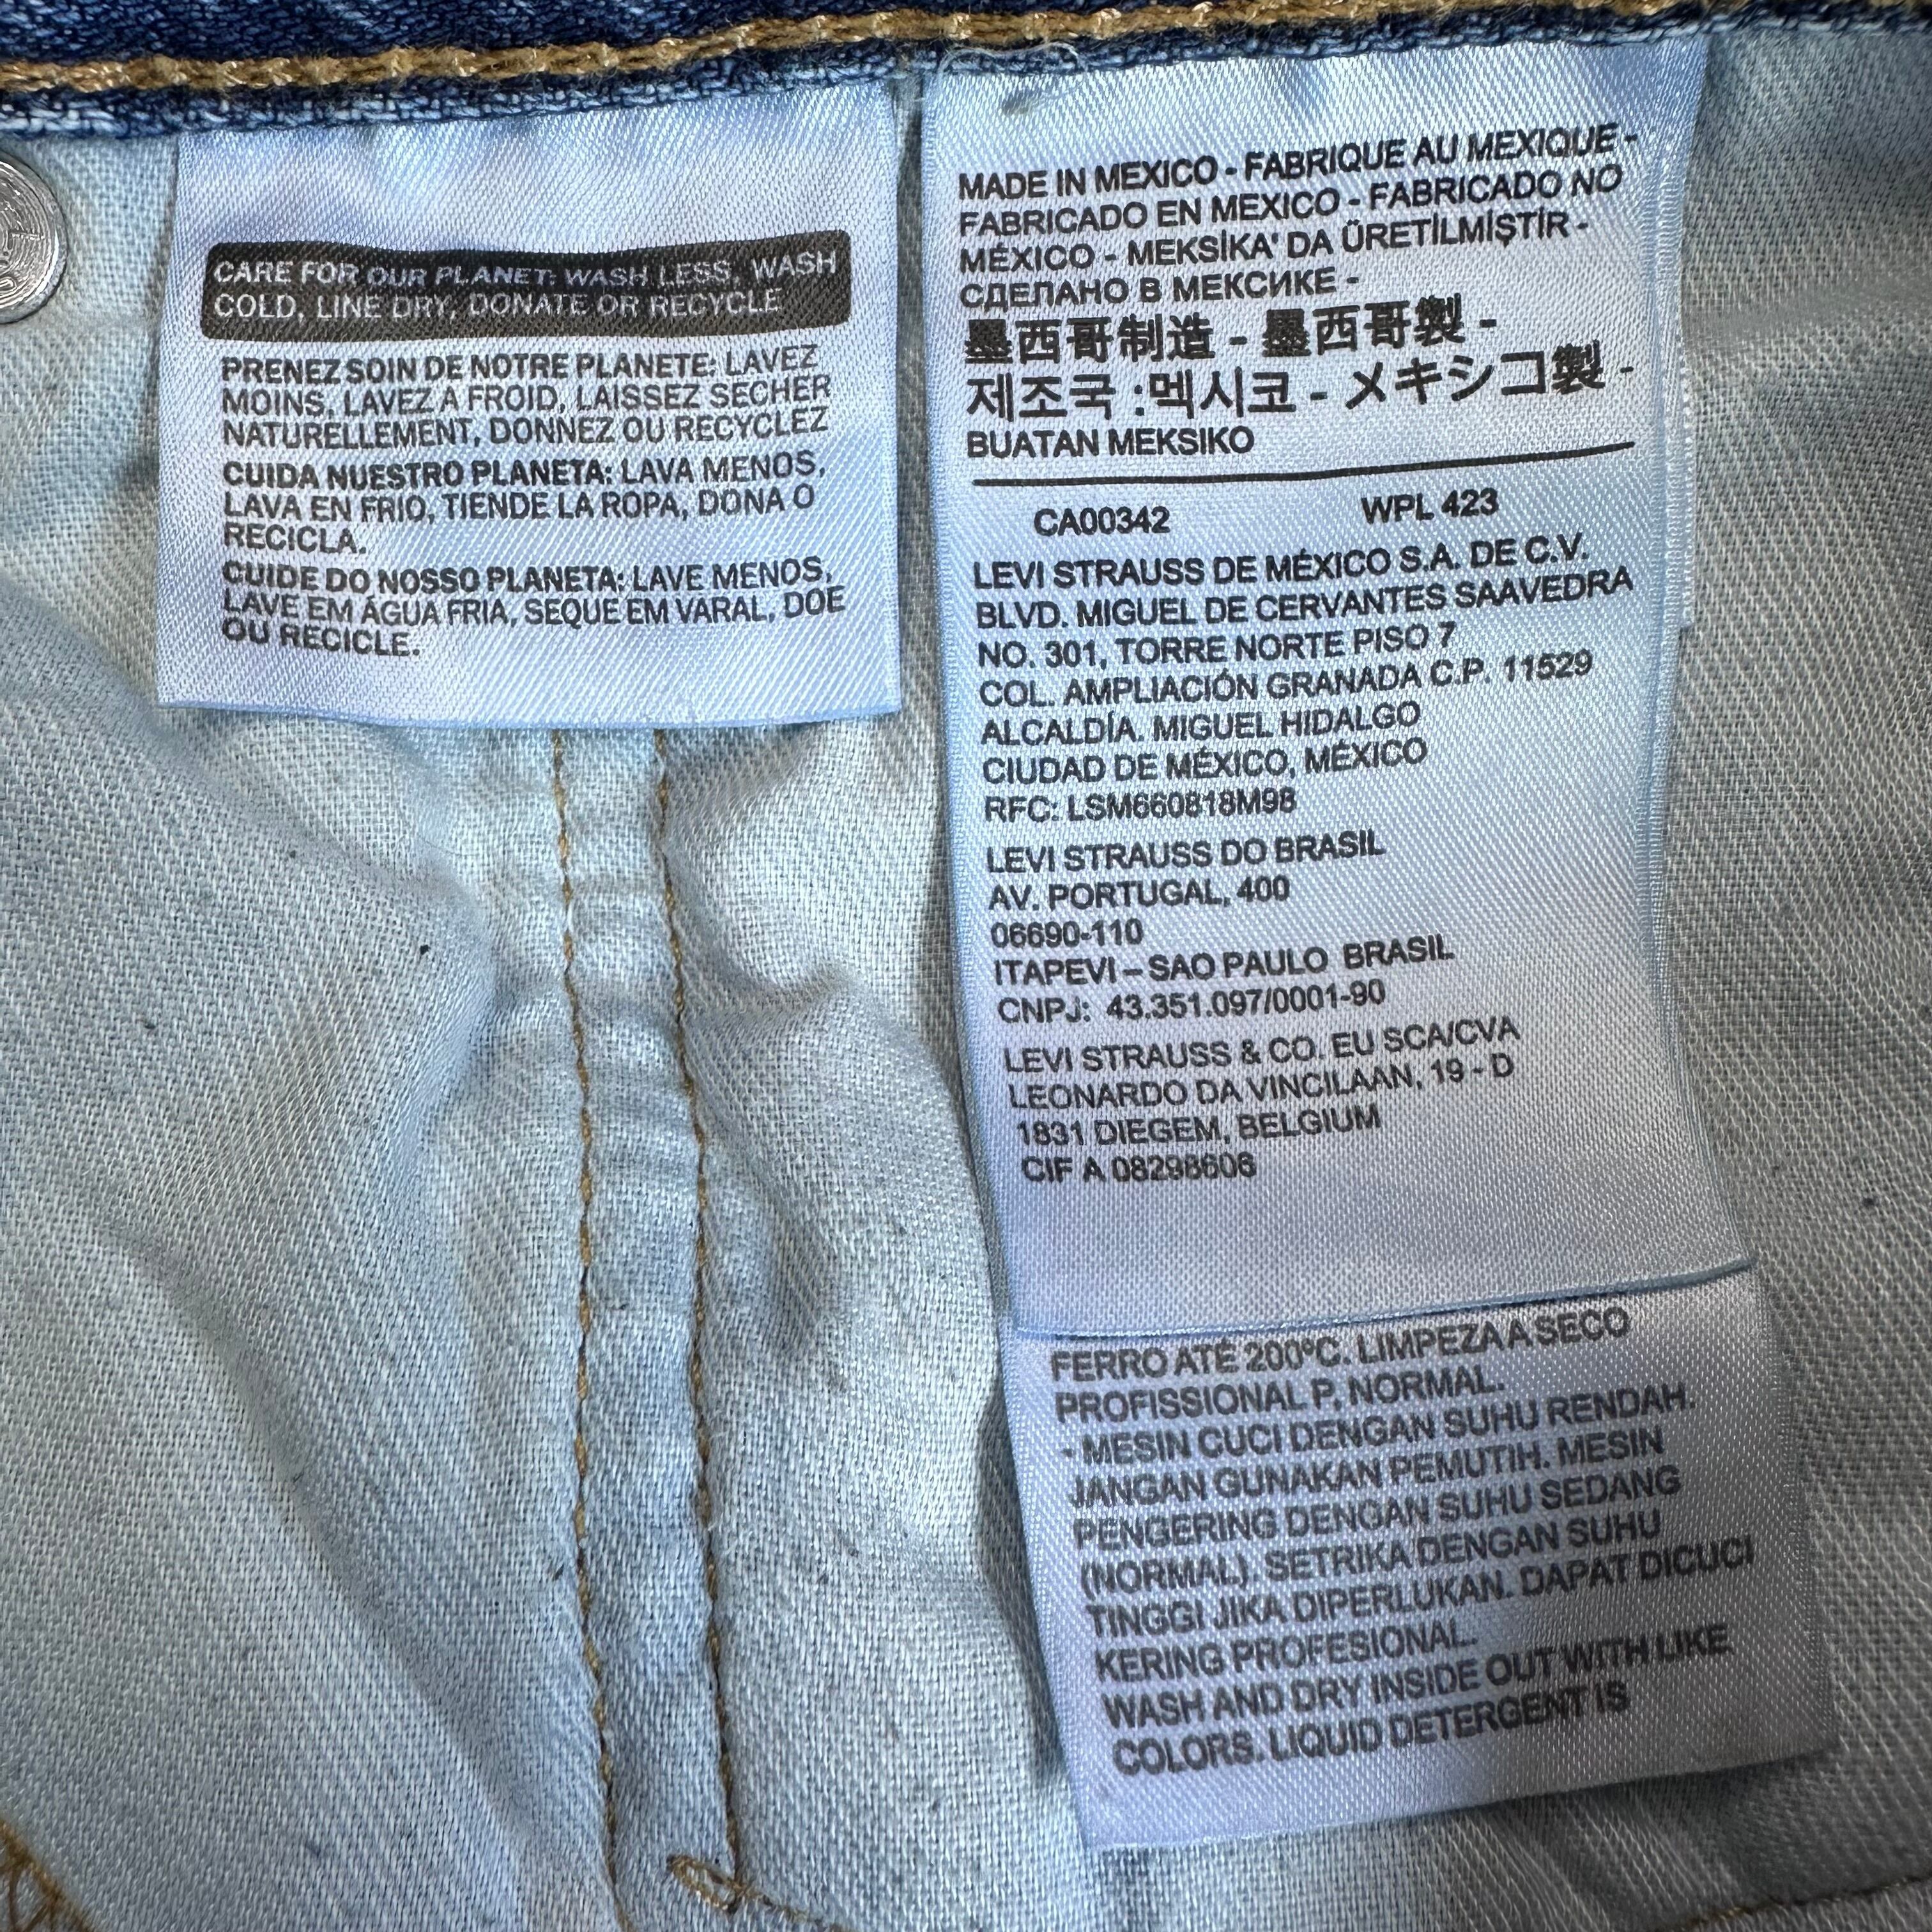 CARE FOR OUR PLANET: WASH LESS, WASH
COLD, LINE DRY, DONATE OR RECYCLE
PRENEZ SOIN DE NOTRE PLANETE: LAVEZ
MOINS, LAVEZ A FROID, LAISSEZ SECHER
NATURELLEMENT, DONNEZ OU RECYCLEZ
CUIDA NUESTRO PLANETA: LAVA MENOS,
LAVA EN FRIO, TIENDE LA ROPA, DONA O
RECICLA.
CUIDE DO NOSSO PLANETA: LAVE MENOS,
LAVE EM ÁGUA FRIA, SEQUE EM VARAL, DOE
OU RECICLE.
MADE IN MEXICO - FABRIQUE AU MEXIQUE -
FABRICADO EN MEXICO - FABRICADO NO
MÉXICO - MEKSİKA' DA ÜRETİLMİŞTİR -
СДЕЛАНО В МЕКСИКЕ -
墨西哥制造 - 墨西哥製 -
제조국 :멕시코 - メキシコ製 -
BUATAN MEKSIKO
CA00342 WPL 423
LEVI STRAUSS DE MÉXICO S.A. DE C.V.
BLVD. MIGUEL DE CERVANTES SAAVEDRA
NO. 301, TORRE NORTE PISO 7
COL. AMPLIACIÓN GRANADA C.P. 11529
ALCALDÍA. MIGUEL HIDALGO
CIUDAD DE MÉXICO, MÉXICO
RFC: LSM660818M98
LEVI STRAUSS DO BRASIL
AV. PORTUGAL, 400
06690-110
ITAPEVI – SAO PAULO BRASIL
CNPJ: 43.351.097/0001-90
LEVI STRAUSS & CO. EU SCA/CVA
LEONARDO DA VINCILAAN, 19 - D
1831 DIEGEM, BELGIUM
CIF A 08298606
FERRO ATÉ 200ºC. LIMPEZA A SECO
PROFISSIONAL P, NORMAL.
- MESIN CUCI DENGAN SUHU RENDAH.
JANGAN GUNAKAN PEMUTIH. MESIN
PENGERING DENGAN SUHU SEDANG
(NORMAL). SETRIKA DENGAN SUHU
TINGGI JIKA DIPERLUKAN. DAPAT DICUCI
KERING PROFESIONAL.
WASH AND DRY INSIDE OUT WITH LIKE
COLORS. LIQUID DETERGENT IS